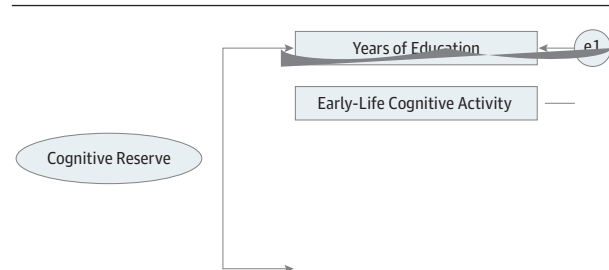 Years of Education
e1
Early-Life Cognitive Activity
Cognitive Reserve